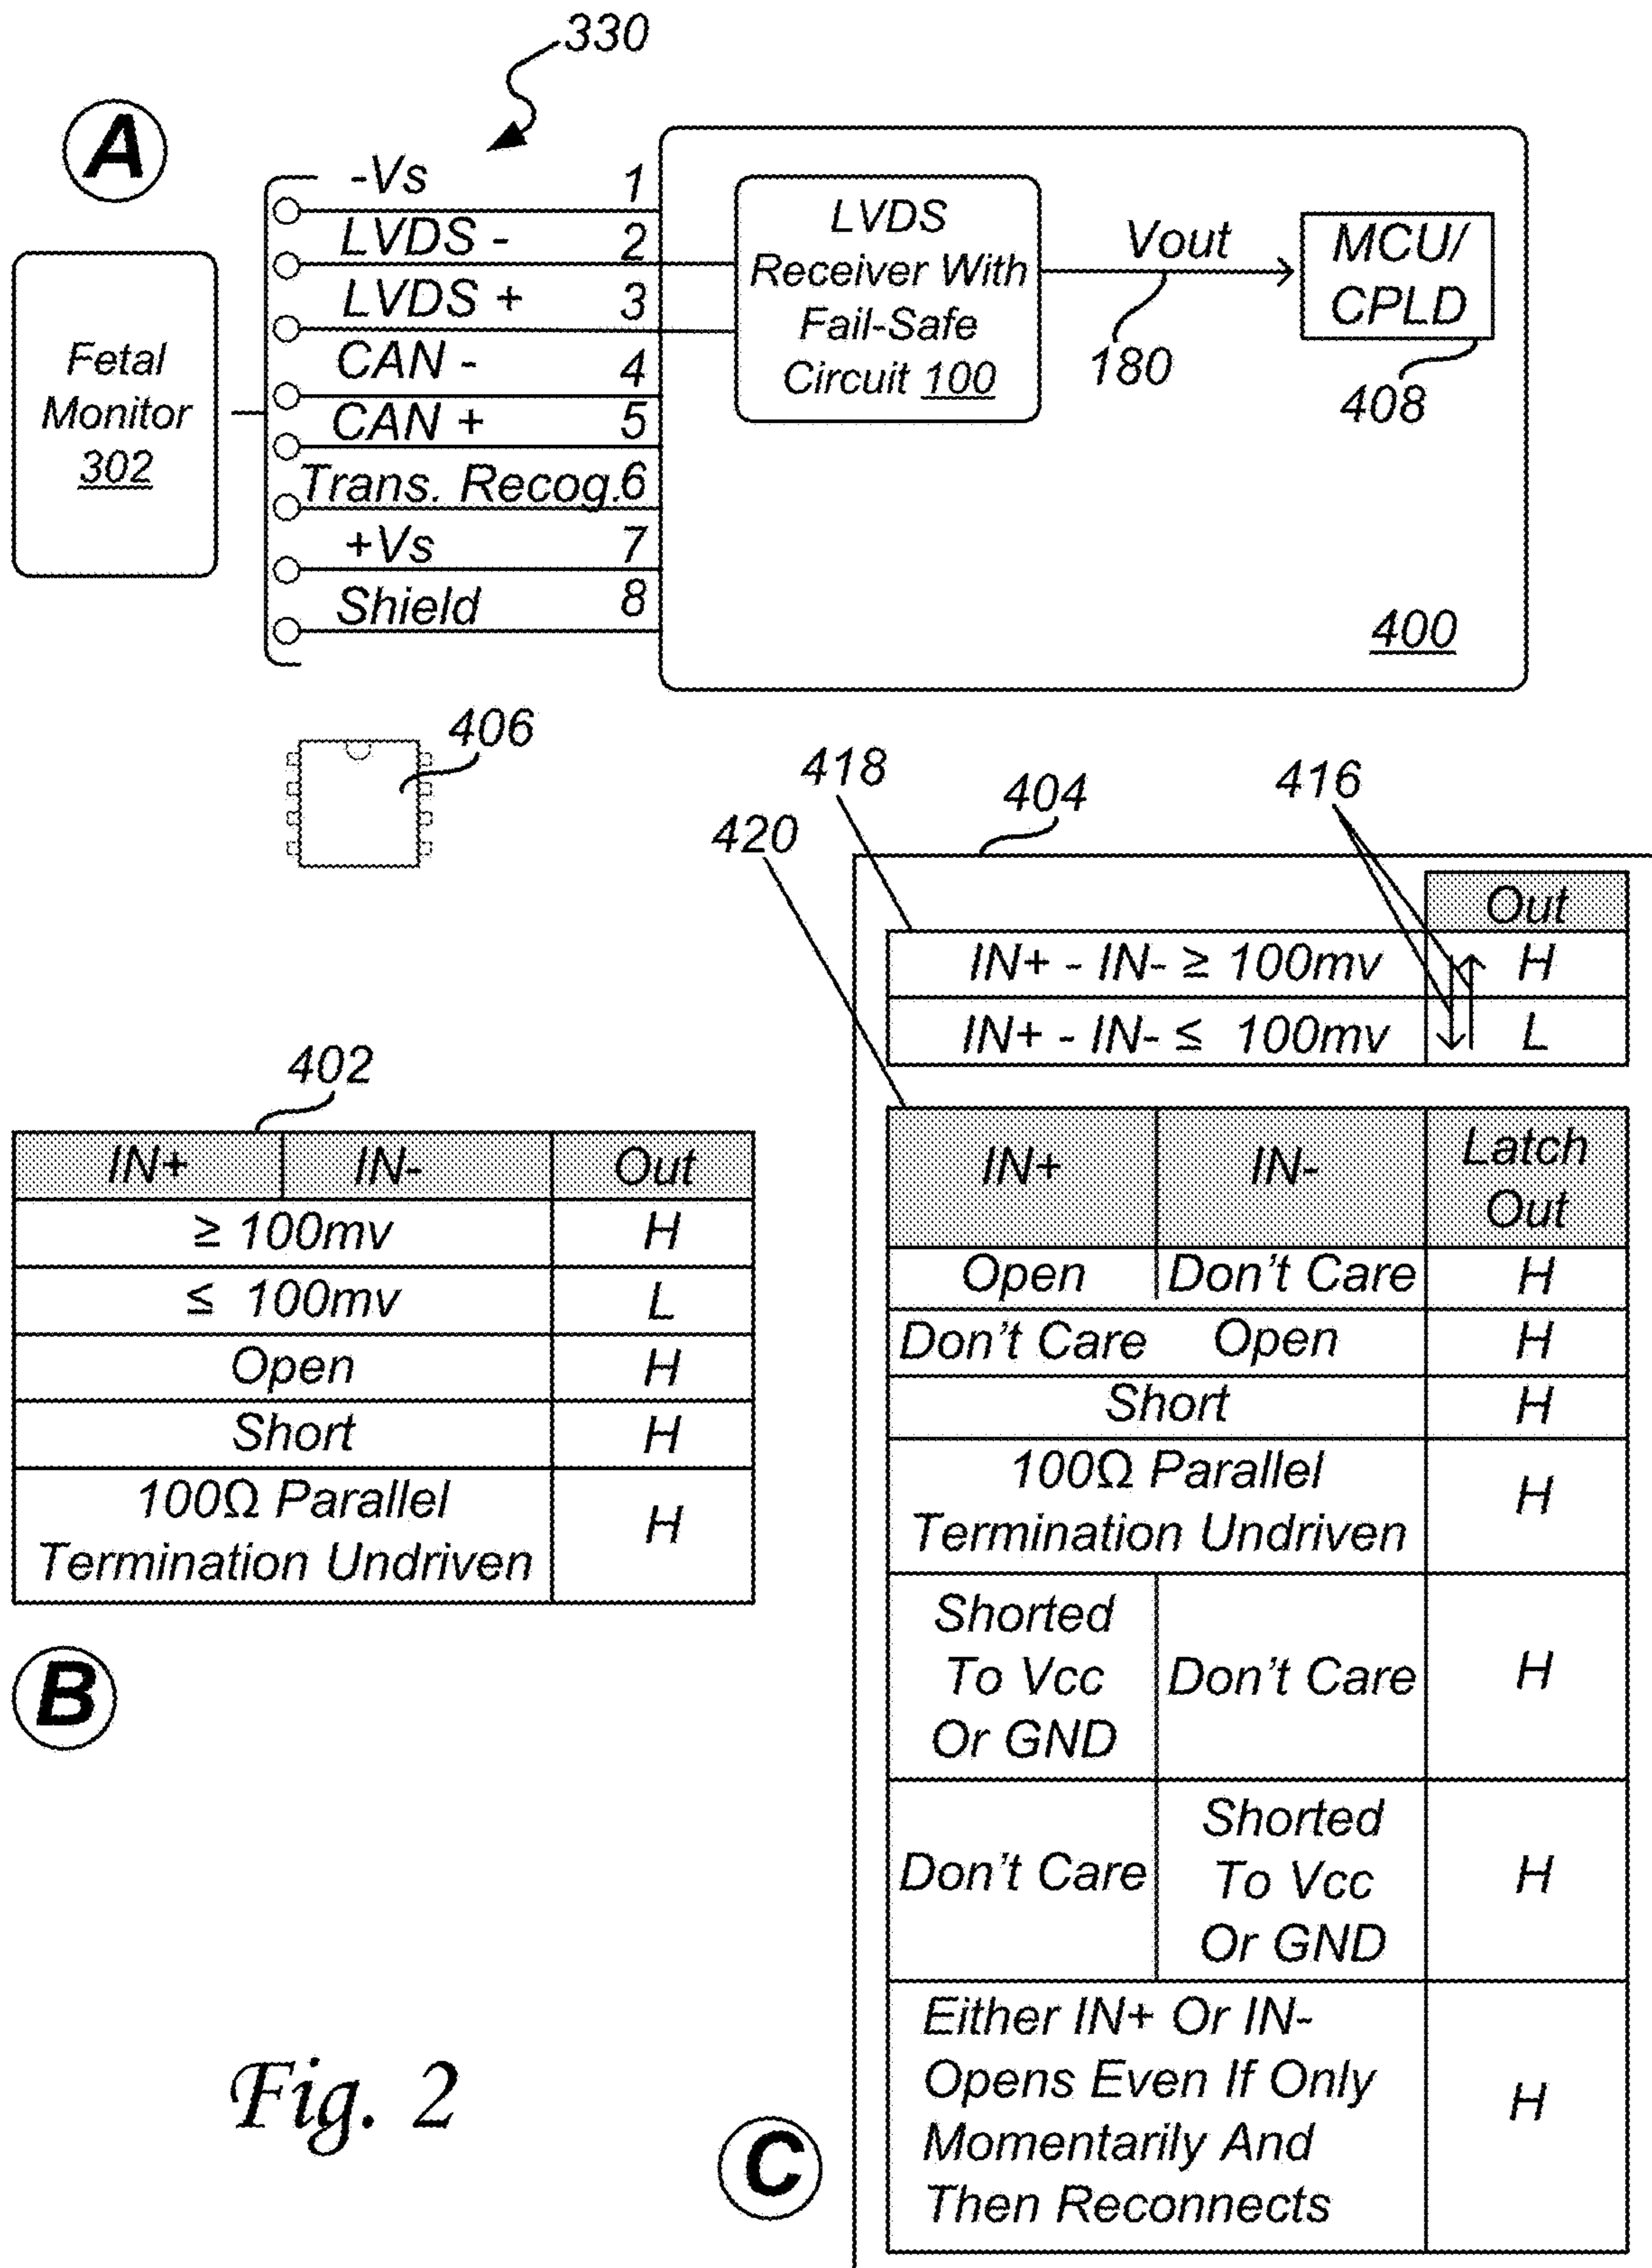 330
A
-Vs 1
LVDS - 2
LVDS + 3
CAN - 4
CAN + 5
Trans. Recog. 6
+Vs 7
Shield 8
Fetal
Monitor
302
LVDS
Receiver With
Fail-Safe
Circuit 100
Vout
180
MCU/
CPLD
408
400
406
418
404
416
420
Out
IN+ - IN- ≥ 100mv H
IN+ - IN- ≤ 100mv L
402
IN+ IN- Out
≥ 100mv H
≤ 100mv L
Open H
Short H
100Ω Parallel
Termination Undriven
H
B
IN+ IN- Latch
Out
Open Don't Care H
Don't Care Open H
Short H
100Ω Parallel
Termination Undriven
H
Shorted
To Vcc
Or GND
Don't Care H
Don't Care
Shorted
To Vcc
Or GND
H
Either IN+ Or IN-
Opens Even If Only
Momentarily And
Then Reconnects
H
C
Fig. 2